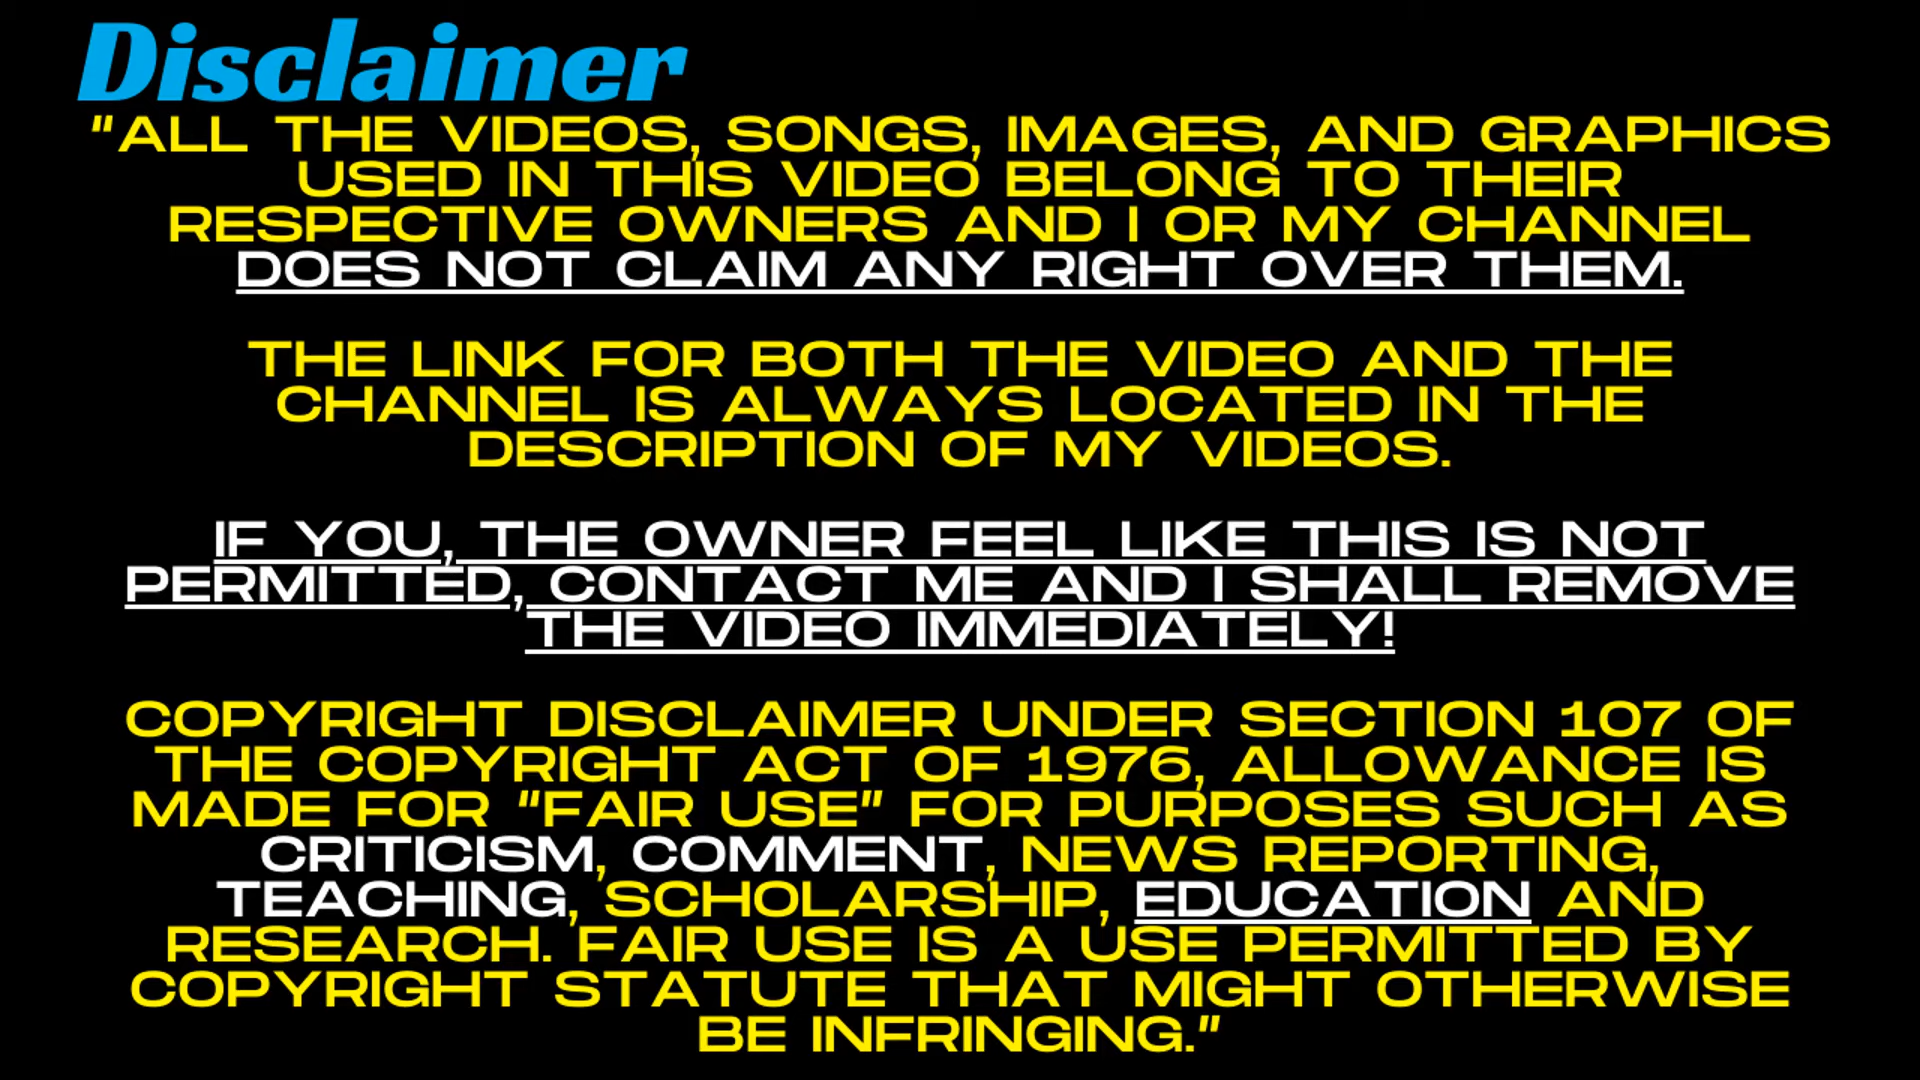 Disclaimer
"ALL THE VIDEOS, SONGS, IMAGES, AND GRAPHICS
USED IN THIS VIDEO BELONG TO THEIR
RESPECTIVE OWNERS AND I OR MY CHANNEL
DOES NOT CLAIM ANY RIGHT OVER THEM.
THE LINK FOR BOTH THE VIDEO AND THE
CHANNEL IS ALWAYS LOCATED IN THE
DESCRIPTION OF MY VIDEOS.
IF YOU, THE OWNER FEEL LIKE THIS IS NOT
PERMITTED, CONTACT ME AND I SHALL REMOVE
THE VIDEO IMMEDIATELY!
COPYRIGHT DISCLAIMER UNDER SECTION 107 OF
THE COPYRIGHT ACT OF 1976, ALLOWANCE IS
MADE FOR "FAIR USE" FOR PURPOSES SUCH AS
CRITICISM, COMMENT, NEWS REPORTING,
TEACHING, SCHOLARSHIP, EDUCATION AND
RESEARCH. FAIR USE IS A USE PERMITTED BY
COPYRIGHT STATUTE THAT MIGHT OTHERWISE
BE INFRINGING."